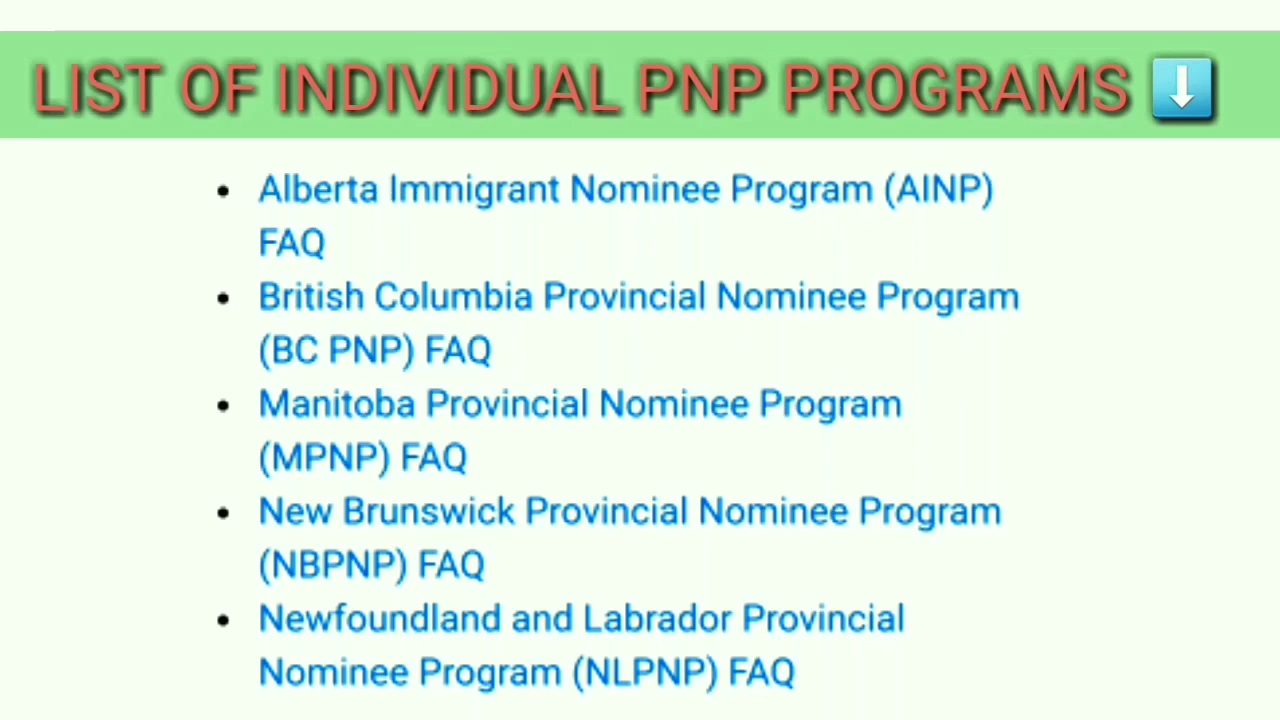 LIST OF INDIVIDUAL PNP PROGRAMS ⬇️
• Alberta Immigrant Nominee Program (AINP)
FAQ
• British Columbia Provincial Nominee Program
(BC PNP) FAQ
• Manitoba Provincial Nominee Program
(MPNP) FAQ
• New Brunswick Provincial Nominee Program
(NBPNP) FAQ
• Newfoundland and Labrador Provincial
Nominee Program (NLPNP) FAQ